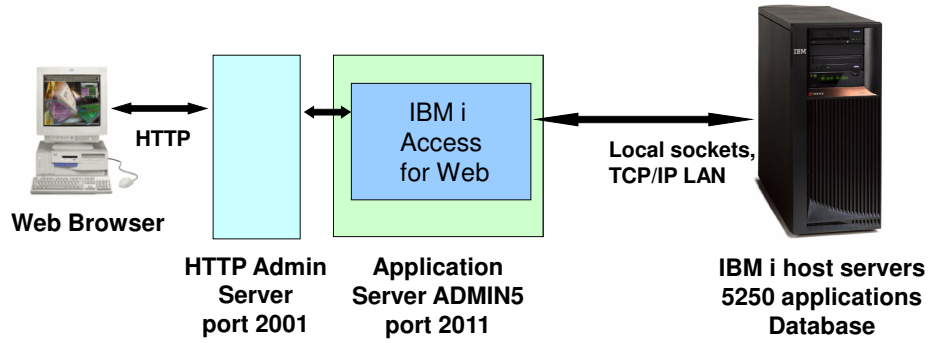 HTTP
IBM i
Access
for Web
Local sockets,
TCP/IP LAN
IBM
Web Browser
HTTP Admin
Server
port 2001
Application
Server ADMIN5
port 2011
IBM i host servers
5250 applications
Database